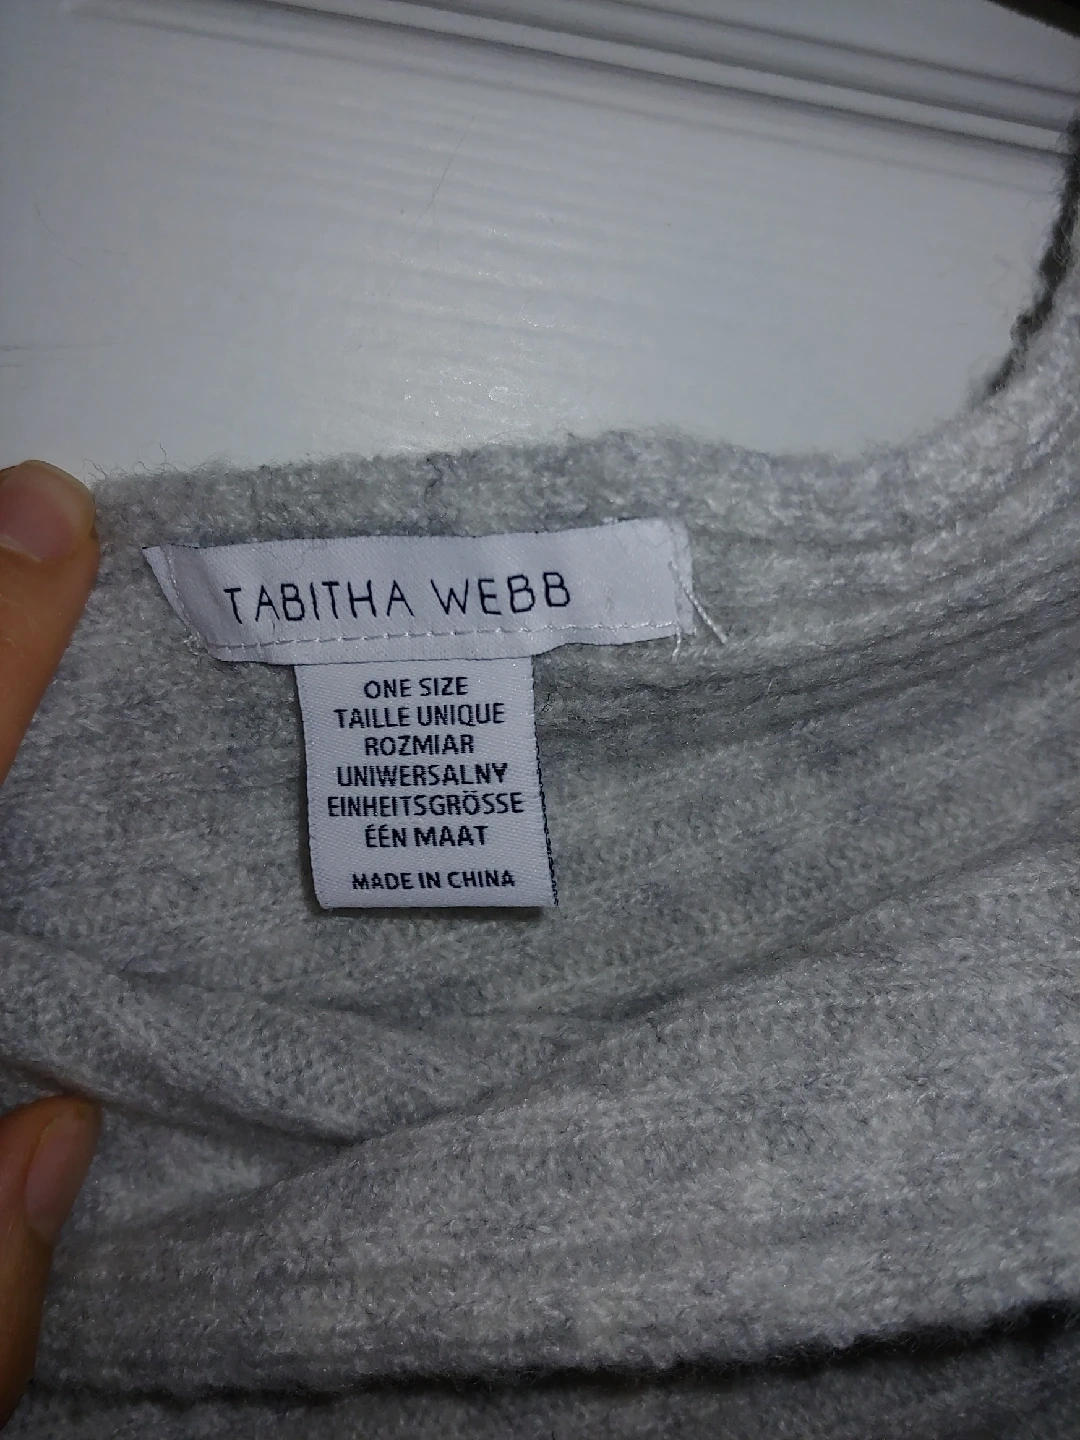 TABITHA WEBB
ONE SIZE
TAILLE UNIQUE
ROZMIAR
UNIWERSALNY
EINHEITSGRÖSSE
ÉÉN MAAT
MADE IN CHINA